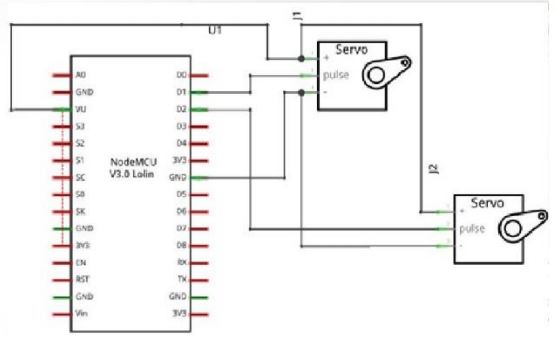 U1
J1
Servo
+
pulse
-
NodeMCU
V3.0 Lolin
A0
GND
VU
S3
S2
S1
SC
S0
SK
GND
3V3
EN
RST
GND
Vin
D0
D1
D2
D3
D4
3V3
GND
D5
D6
D7
D8
RX
TX
GND
3V3
J2
Servo
+
pulse
-